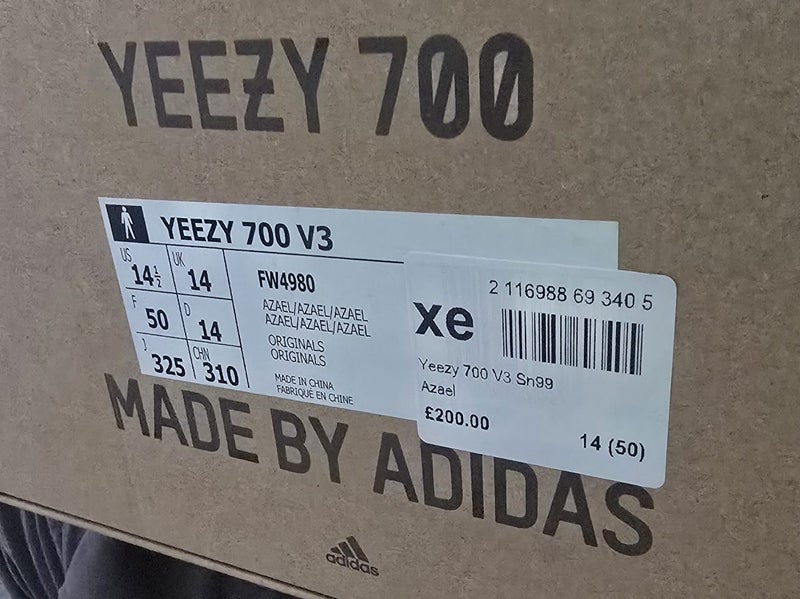 YEEZY 700
YEEZY 700 V3
US 14½ UK 14
F 50 D 14
J 325 CHN 310
FW4980
AZAEL/AZAEL/AZAEL
AZAEL/AZAEL/AZAEL
ORIGINALS
ORIGINALS
MADE IN CHINA
FABRIQUÉ EN CHINE
2 116988 69 340 5
xe
Yeezy 700 V3 Sn99
Azael
£200.00
14 (50)
MADE BY ADIDAS
adidas